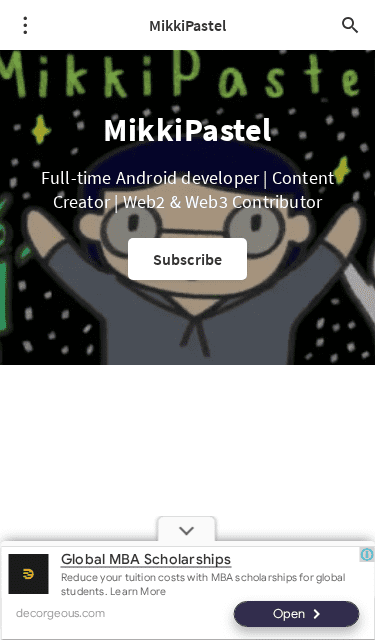 MikkiPastel
MikkiPaste
MikkiPastel
Full-time Android developer | Content
Creator | Web2 & Web3 Contributor
Subscribe
Global MBA Scholarships
Reduce your tuition costs with MBA scholarships for global
students. Learn More
decorgeous.com
Open